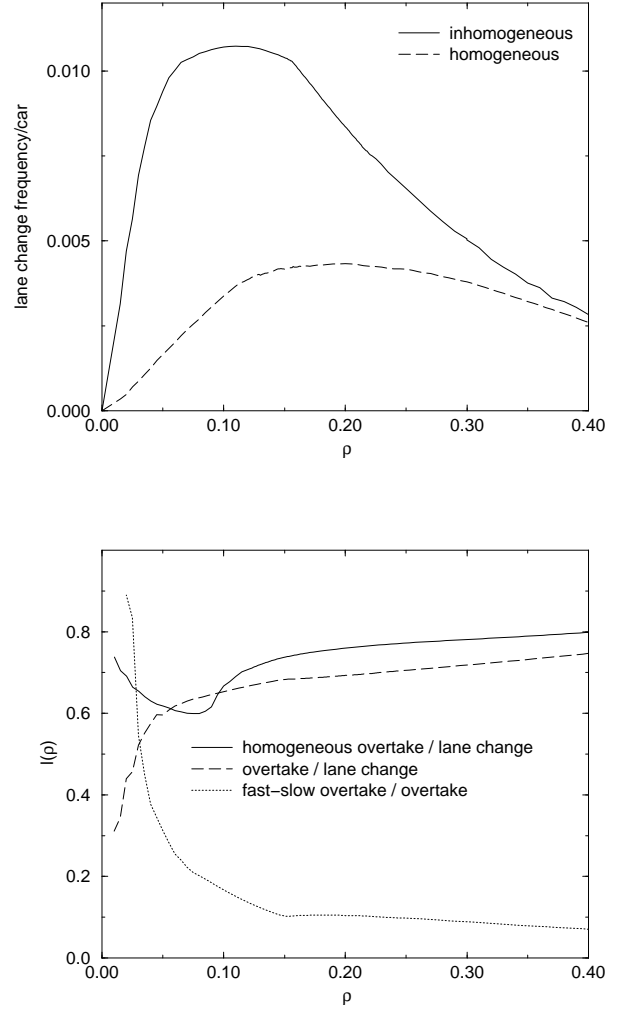 inhomogeneous
homogeneous
lane change frequency/car
0.010
0.005
0.000
0.00 0.10 0.20 0.30 0.40
ρ
I(ρ)
0.8
0.6
0.4
0.2
0.0
homogeneous overtake / lane change
overtake / lane change
fast−slow overtake / overtake
0.00 0.10 0.20 0.30 0.40
ρ